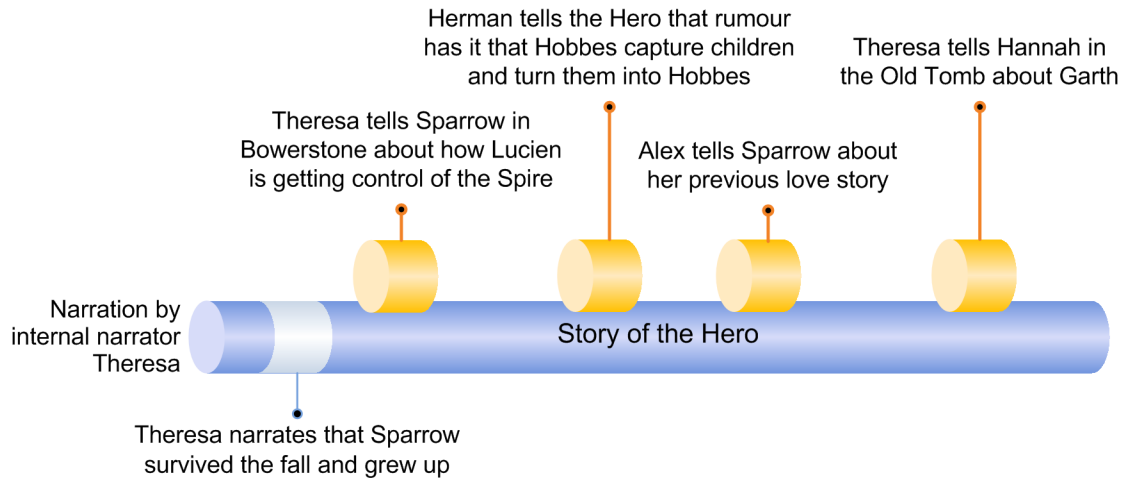 Herman tells the Hero that rumour
has it that Hobbes capture children
and turn them into Hobbes
Theresa tells Hannah in
the Old Tomb about Garth
Theresa tells Sparrow in
Bowerstone about how Lucien
is getting control of the Spire
Alex tells Sparrow about
her previous love story
Narration by
internal narrator
Theresa
Story of the Hero
Theresa narrates that Sparrow
survived the fall and grew up